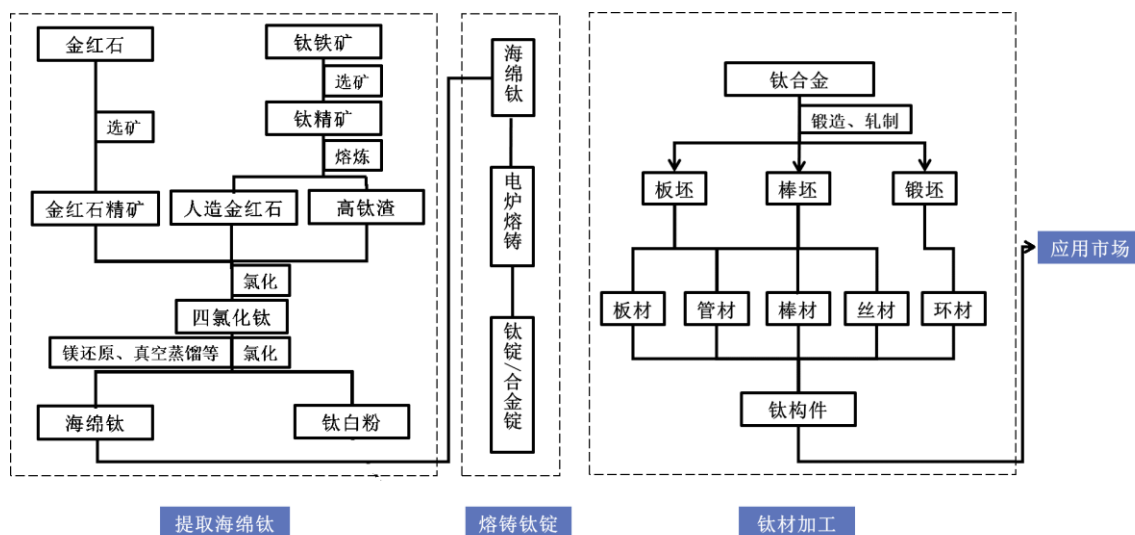 金红石
钛铁矿
选矿
选矿
钛精矿
熔炼
金红石精矿
人造金红石
高钛渣
氯化
四氯化钛
镁还原、真空蒸馏等
氯化
海绵钛
钛白粉
提取海绵钛
海绵钛
电炉熔铸
钛锭/合金锭
熔铸钛锭
钛合金
锻造、轧制
板坯
棒坯
锻坯
板材
管材
棒材
丝材
环材
钛构件
钛材加工
应用市场